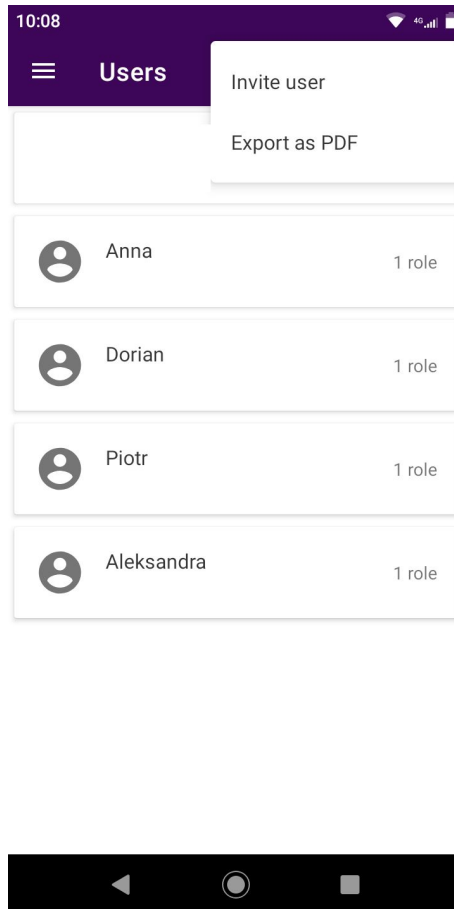 10:08
4G
Users
Invite user
Export as PDF
Anna
1 role
Dorian
1 role
Piotr
1 role
Aleksandra
1 role